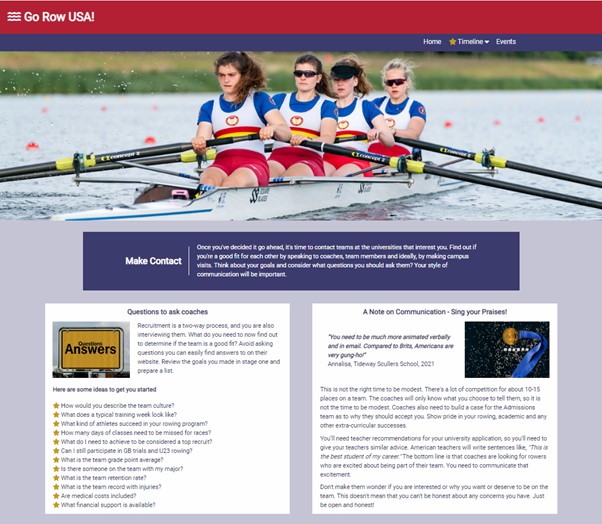 Go Row USA!
Home Timeline Events
concept 2 concept 2 concept 2
Make Contact
Once you've decided it go ahead, it's time to contact teams at the universities that interest you. Find out if
you're a good fit for each other by speaking to coaches, team members and ideally, by making campus
visits. Think about your goals and consider what questions you should ask them? Your style of
communication will be important.
Questions to ask coaches
Questions
Answers
Recruitment is a two-way process, and you are also
interviewing them. What do you need to now find out
to determine if the team is a good fit? Avoid asking
questions you can easily find answers to on their
website. Review the goals you made in stage one and
prepare a list.
Here are some ideas to get you started
How would you describe the team culture?
What does a typical training week look like?
What kind of athletes succeed in your rowing program?
How many days of classes need to be missed for races?
What do I need to achieve to be considered a top recruit?
Can I still participate in GB trials and U23 rowing?
What is the team grade point average?
Is there someone on the team with my major?
What is the team retention rate?
What is the team record with injuries?
Are medical costs included?
What financial support is available?
A Note on Communication - Sing your Praises!
"You need to be much more animated verbally
and in email. Compared to Brits, Americans are
very gung-ho!"
Annalisa, Tideway Scullers School, 2021
This is not the right time to be modest. There's a lot of competition for about 10-15
places on a team. The coaches will only know what you choose to tell them, so it is
not the time to be modest. Coaches also need to build a case for the Admissions
team as to why they should accept you. Show pride in your rowing, academic and any
other extra-curricular successes.
You'll need teacher recommendations for your university application, so you'll need to
give your teachers similar advice. American teachers will write sentences like, "This is
the best student of my career." The bottom line is that coaches are looking for rowers
who are excited about being part of their team. You need to communicate that
excitement.
Don't make them wonder if you are interested or why you want or deserve to be on the
team. This doesn't mean that you can't be honest about any concerns you have. Just
be open and honest!